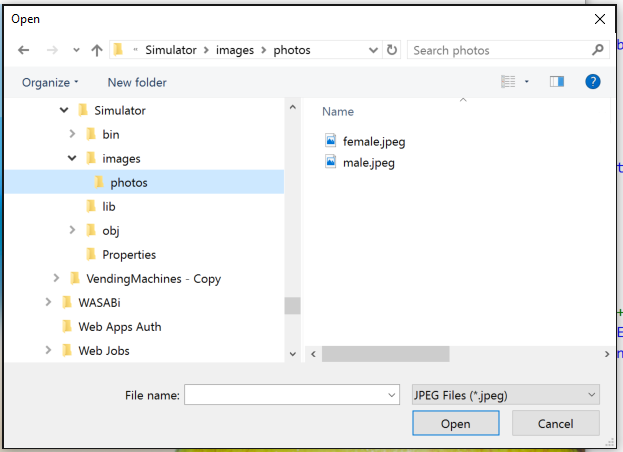 Open
« Simulator > images > photos
Search photos
Organize
New folder
?
Simulator
bin
images
photos
lib
obj
Properties
VendingMachines - Copy
WASABi
Web Apps Auth
Web Jobs
Name
female.jpeg
male.jpeg
File name:
JPEG Files (*.jpeg)
Open
Cancel
b
t
+
E
n